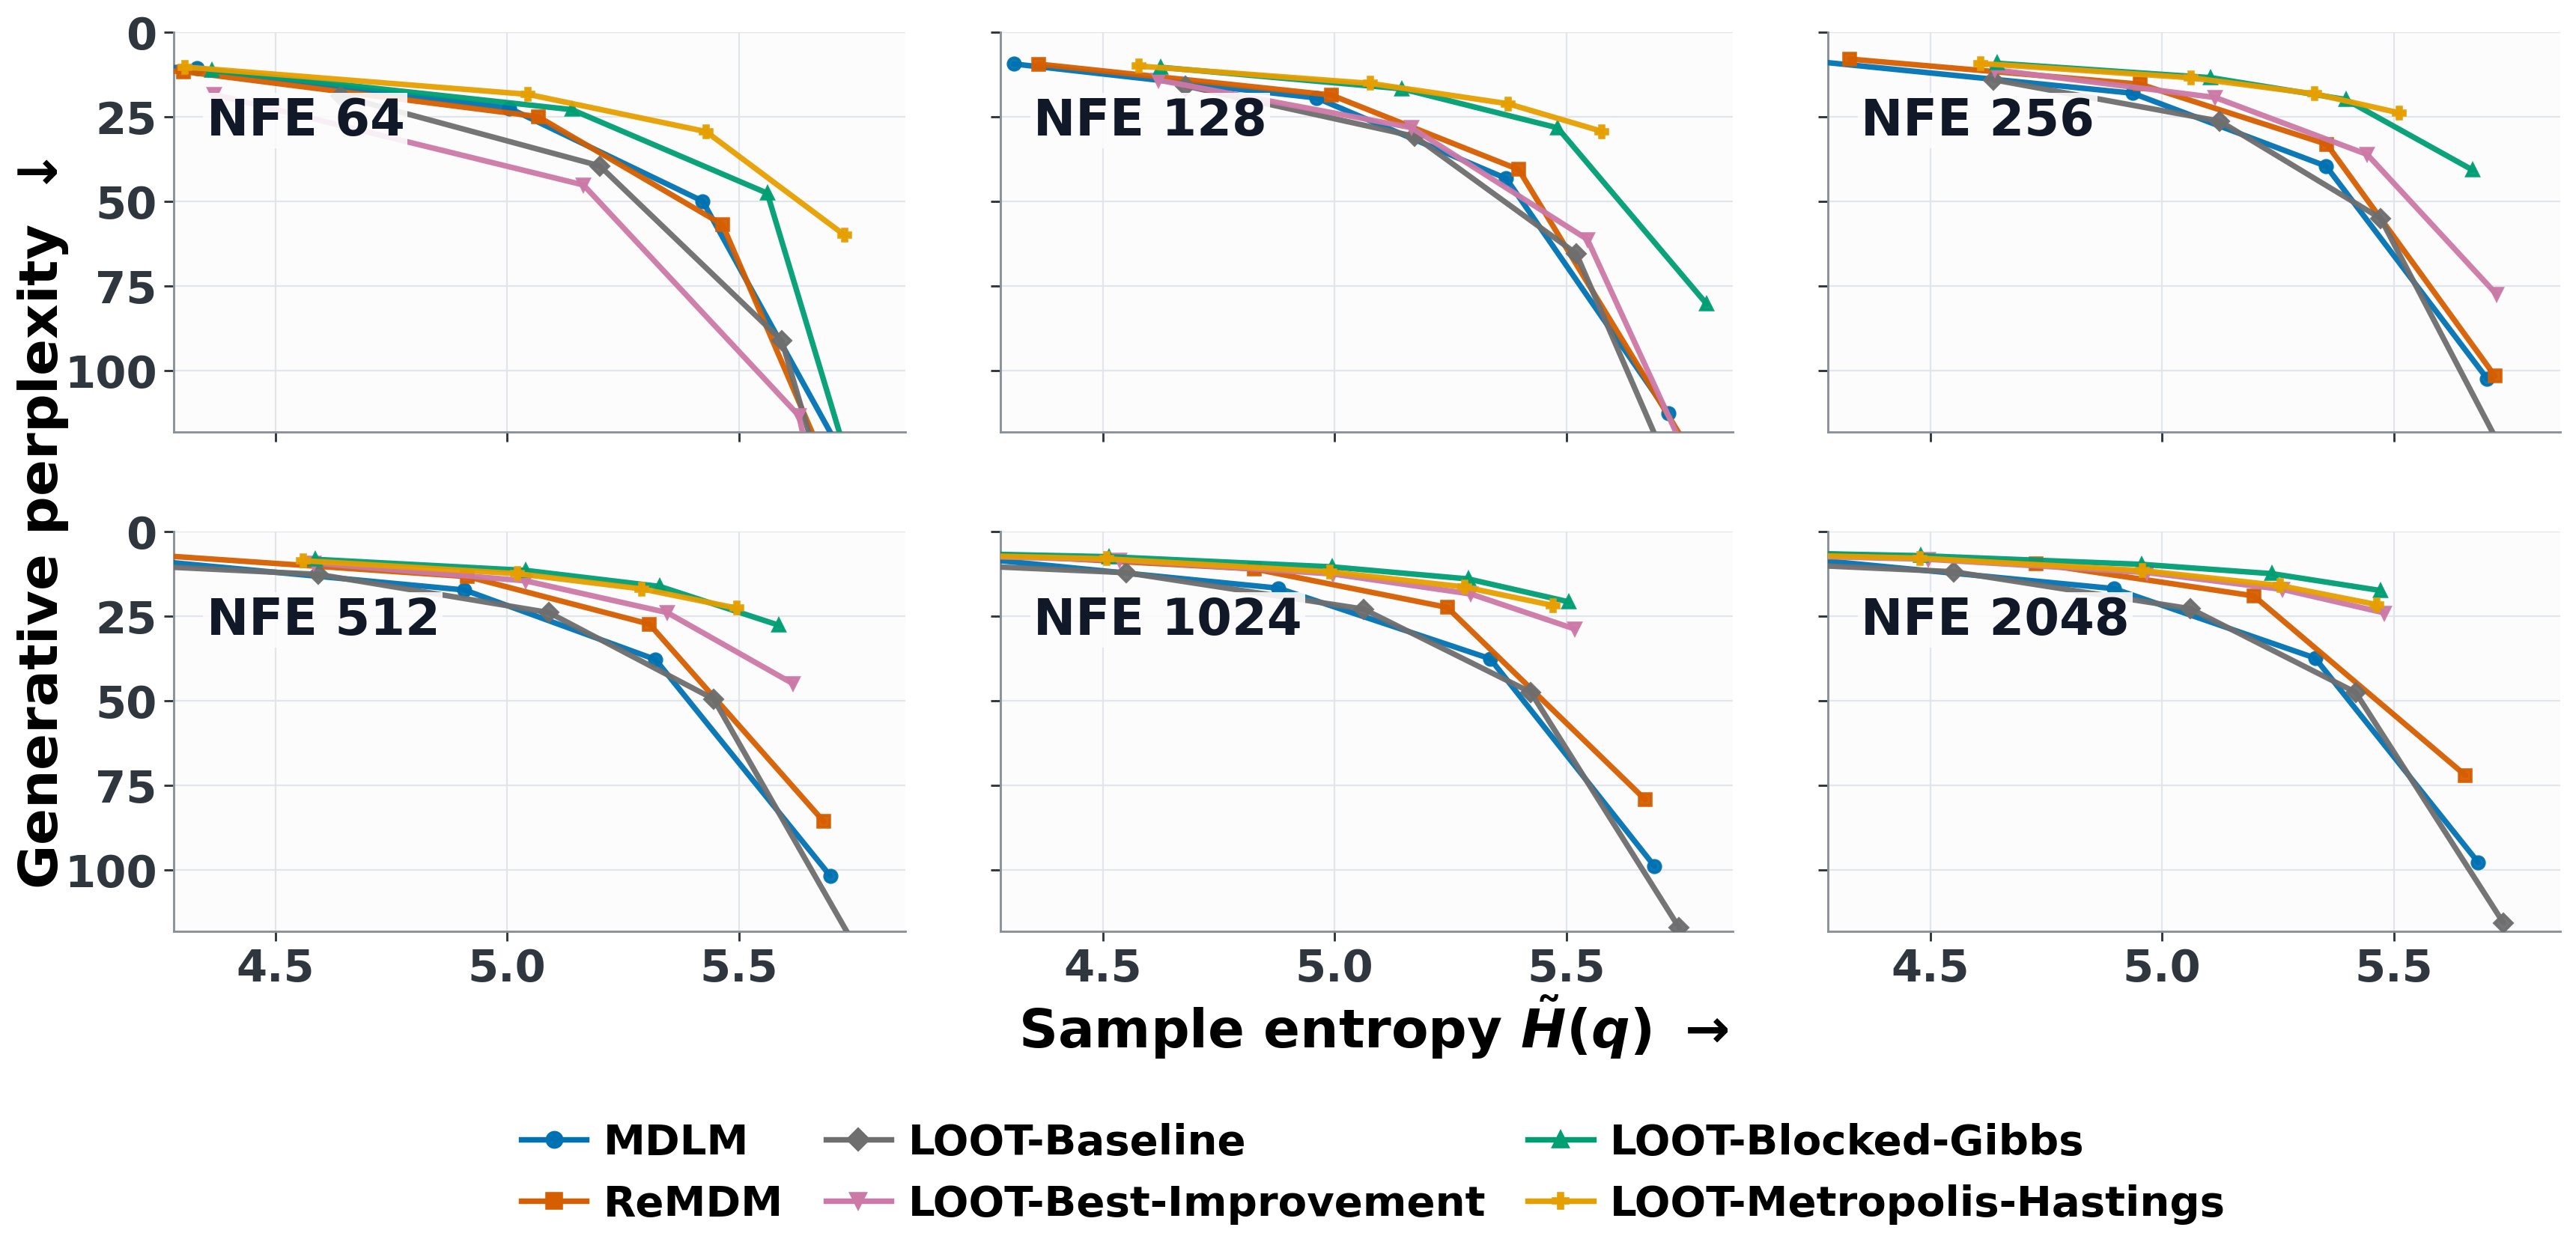 Generative perplexity ↓
0
25
50
75
100
NFE 64
NFE 128
NFE 256
0
25
50
75
100
NFE 512
NFE 1024
NFE 2048
4.5 5.0 5.5
4.5 5.0 5.5
4.5 5.0 5.5
Sample entropy H̃(q) →
MDLM LOOT-Baseline LOOT-Blocked-Gibbs
ReMDM LOOT-Best-Improvement LOOT-Metropolis-Hastings